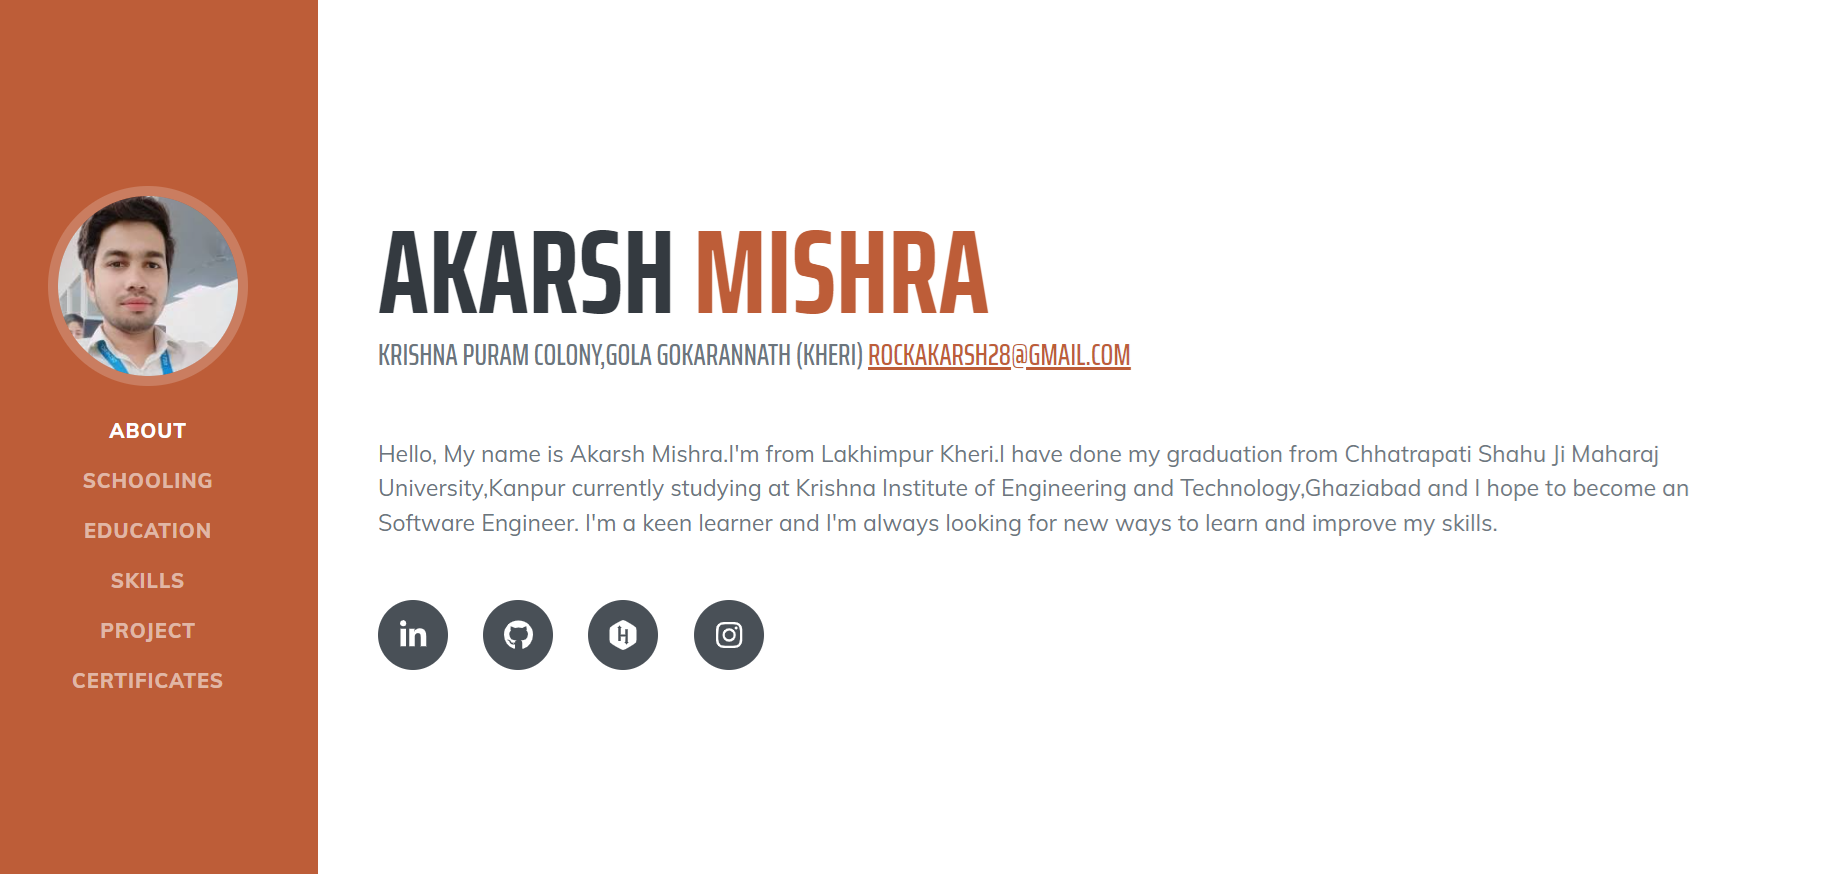 ABOUT
SCHOOLING
EDUCATION
SKILLS
PROJECT
CERTIFICATES
AKARSH MISHRA
KRISHNA PURAM COLONY,GOLA GOKARANNATH (KHERI) ROCKAKARSH28@GMAIL.COM
Hello, My name is Akarsh Mishra.I'm from Lakhimpur Kheri.I have done my graduation from Chhatrapati Shahu Ji Maharaj
University,Kanpur currently studying at Krishna Institute of Engineering and Technology,Ghaziabad and I hope to become an
Software Engineer. I'm a keen learner and I'm always looking for new ways to learn and improve my skills.
in
H